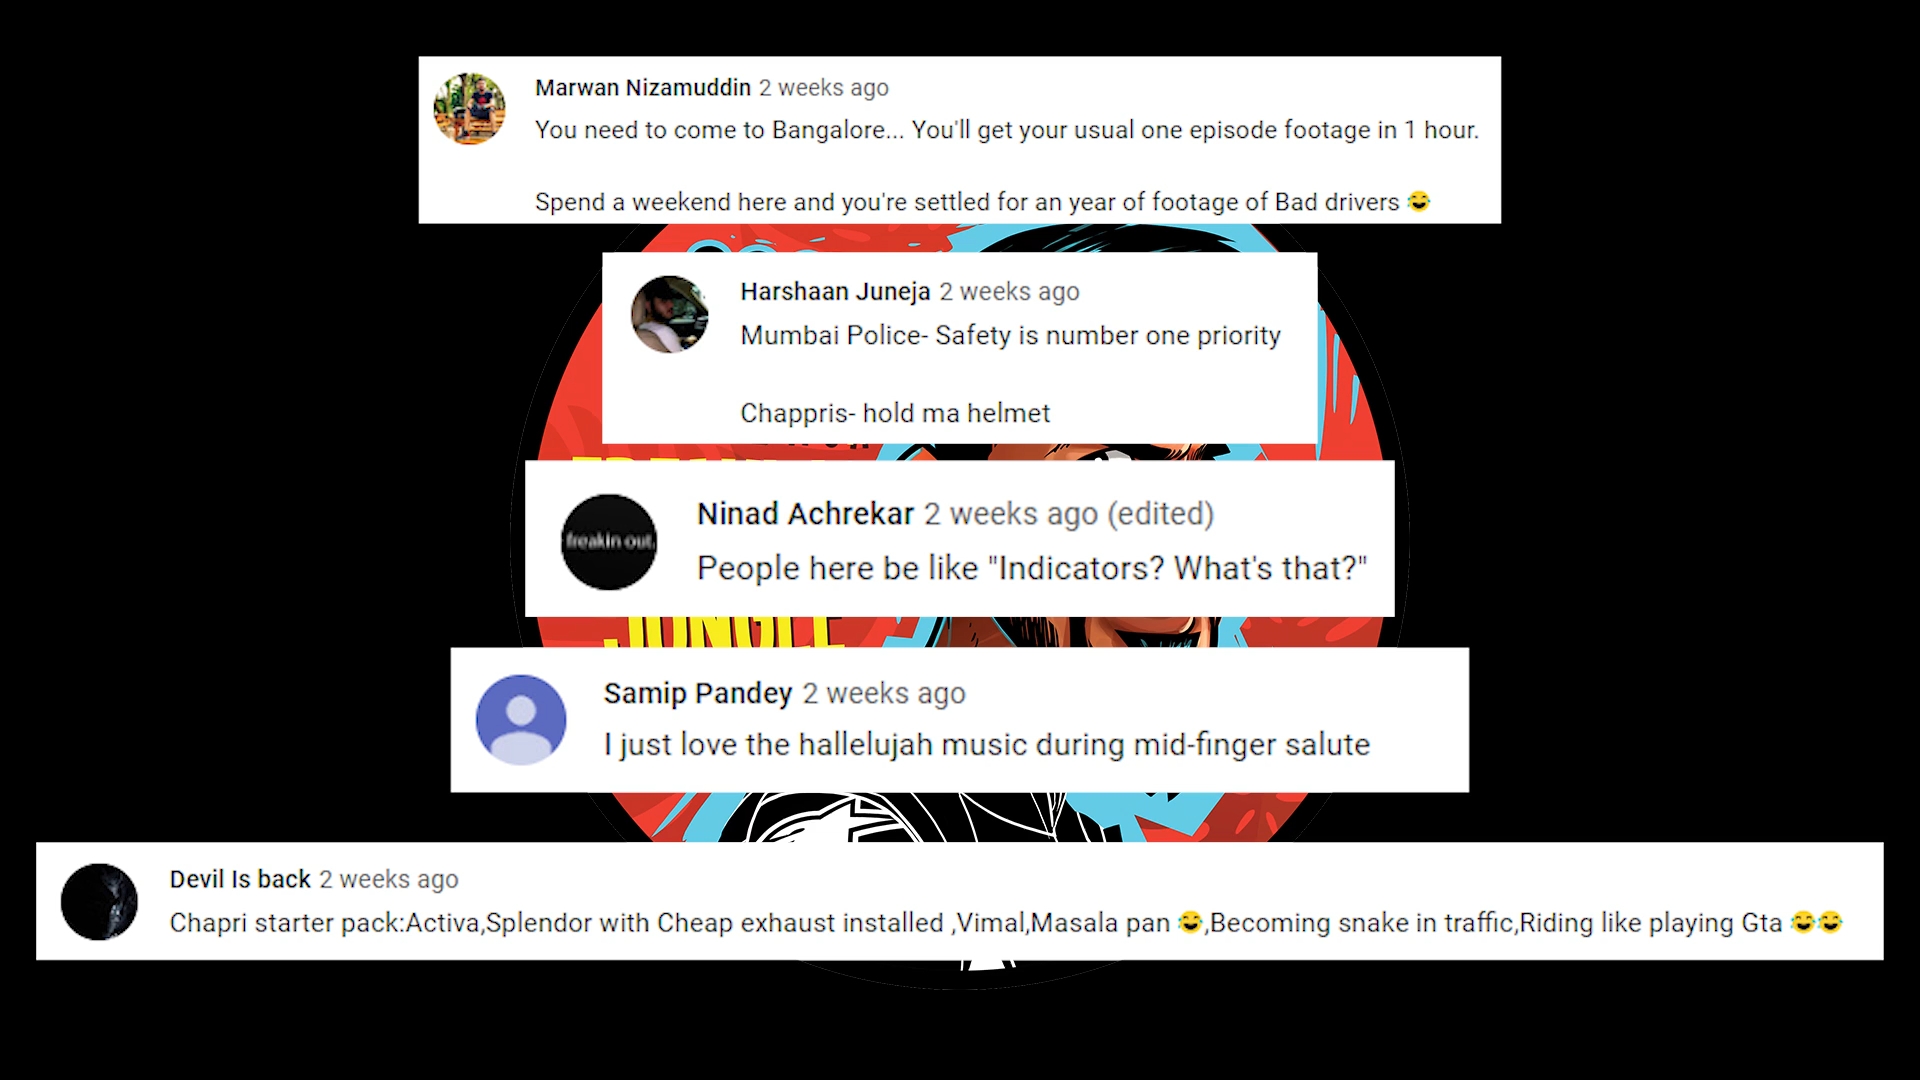 Marwan Nizamuddin 2 weeks ago
You need to come to Bangalore... You'll get your usual one episode footage in 1 hour.
Spend a weekend here and you're settled for an year of footage of Bad drivers 😂
Harshaan Juneja 2 weeks ago
Mumbai Police- Safety is number one priority
Chappris- hold ma helmet
freakin out.
Ninad Achrekar 2 weeks ago (edited)
People here be like "Indicators? What's that?"
JUNGLE
Samip Pandey 2 weeks ago
I just love the hallelujah music during mid-finger salute
Devil Is back 2 weeks ago
Chapri starter pack:Activa,Splendor with Cheap exhaust installed ,Vimal,Masala pan 😂,Becoming snake in traffic,Riding like playing Gta 😂😂